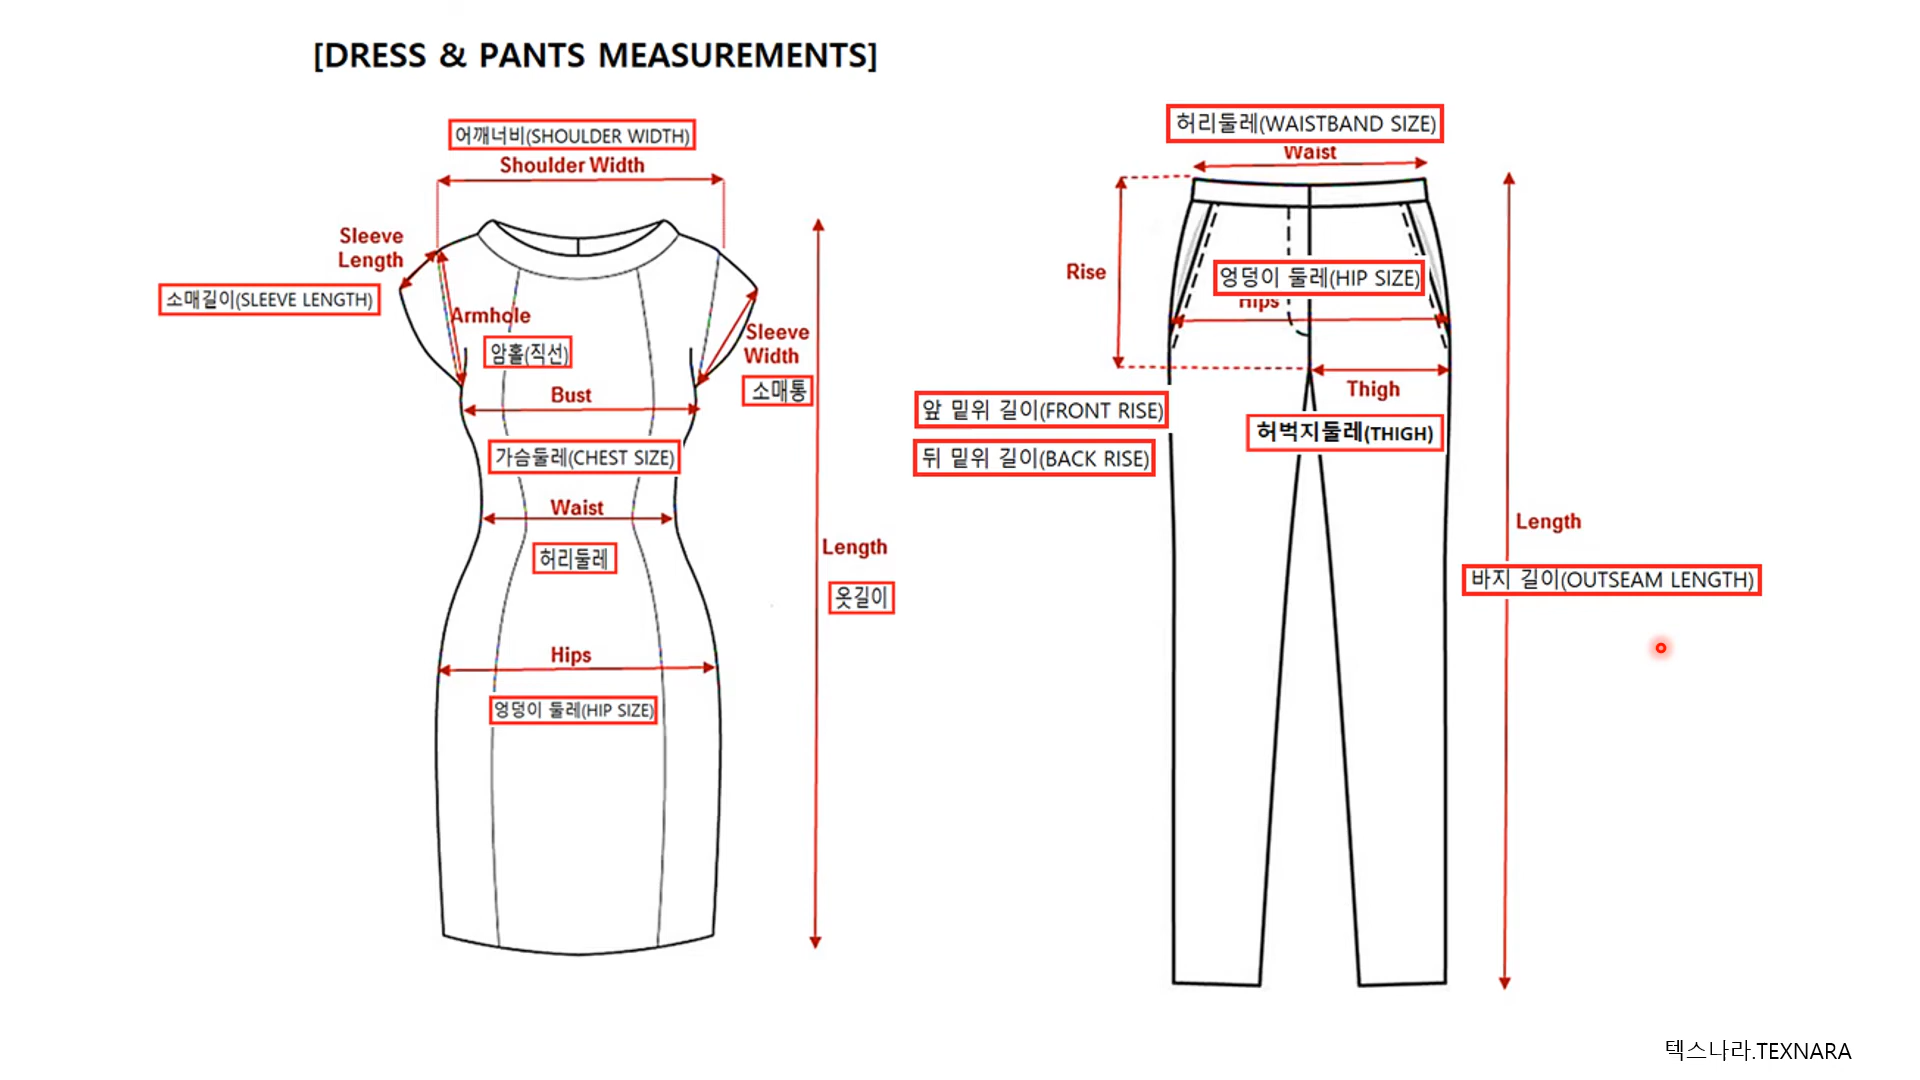 [DRESS & PANTS MEASUREMENTS]
어깨너비(SHOULDER WIDTH)
Shoulder Width
Sleeve
Length
소매길이(SLEEVE LENGTH)
Armhole
암홀(직선)
Sleeve
Width
소매통
Bust
가슴둘레(CHEST SIZE)
Waist
허리둘레
Length
옷길이
Hips
엉덩이 둘레(HIP SIZE)
허리둘레(WAISTBAND SIZE)
Waist
Rise
엉덩이 둘레(HIP SIZE)
Hips
Thigh
앞 밑위 길이(FRONT RISE)
허벅지둘레(THIGH)
뒤 밑위 길이(BACK RISE)
Length
바지 길이(OUTSEAM LENGTH)
텍스나라.TEXNARA